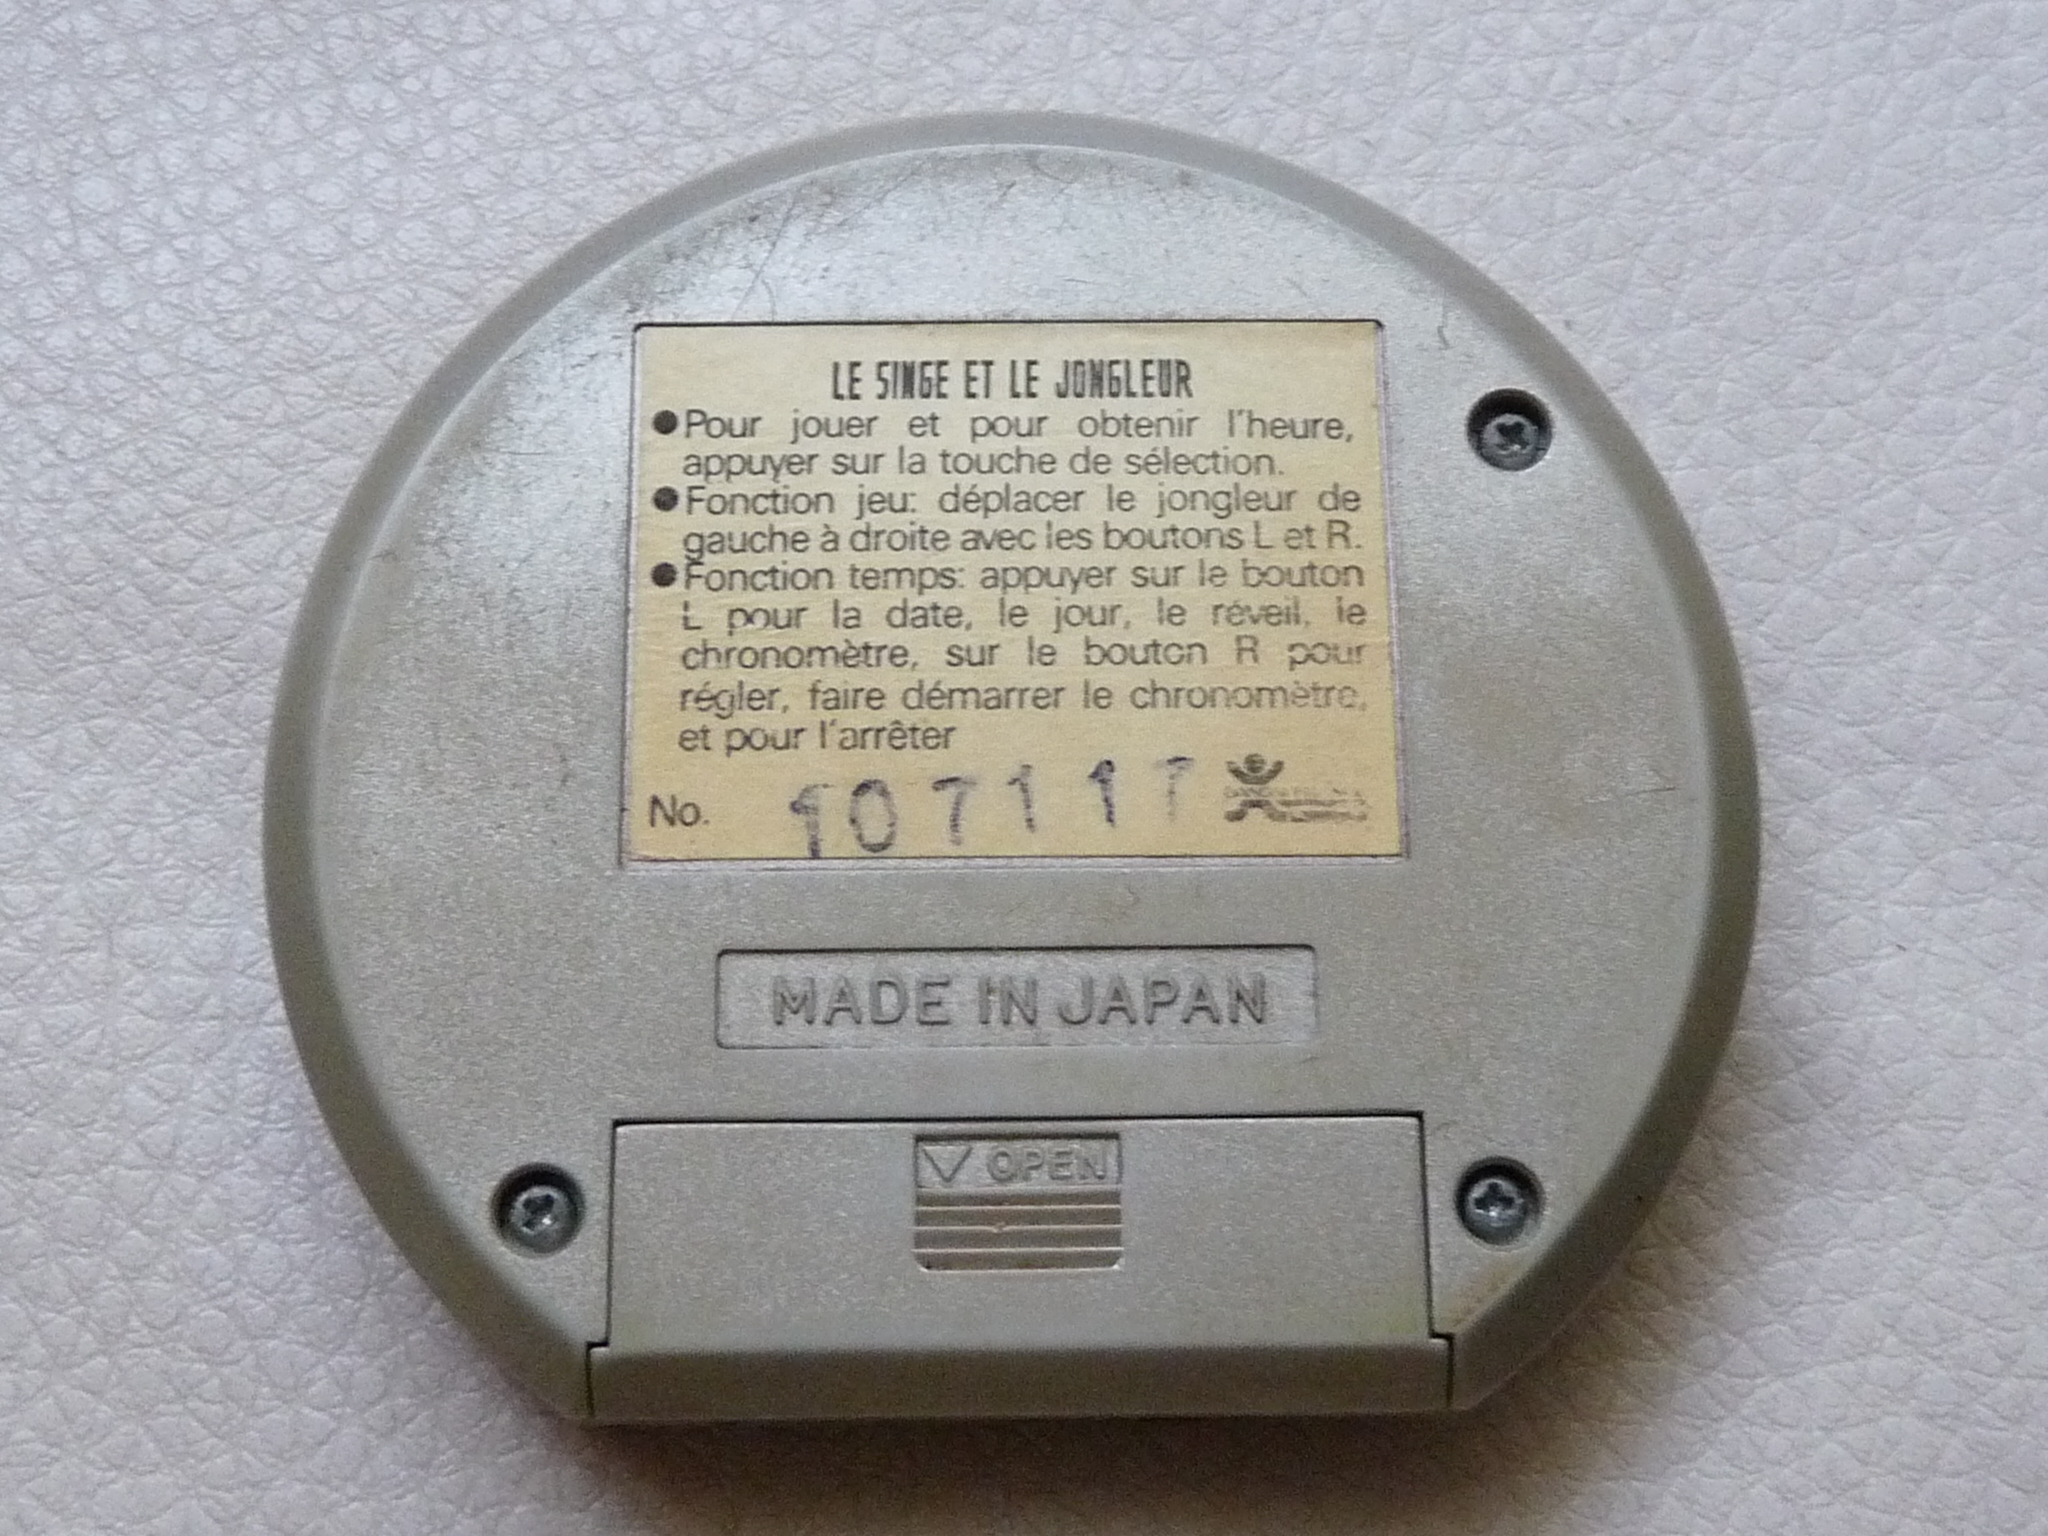 LE SINGE ET LE JONGLEUR
●Pour jouer et pour obtenir l'heure,
appuyer sur la touche de sélection.
●Fonction jeu: déplacer le jongleur de
gauche à droite avec les boutons L et R.
●Fonction temps: appuyer sur le bouton
L pour la date, le jour, le réveil, le
chronomètre, sur le bouton R pour
régler, faire démarrer le chronomètre,
et pour l'arrêter
No.
MADE IN JAPAN
▽ OPEN